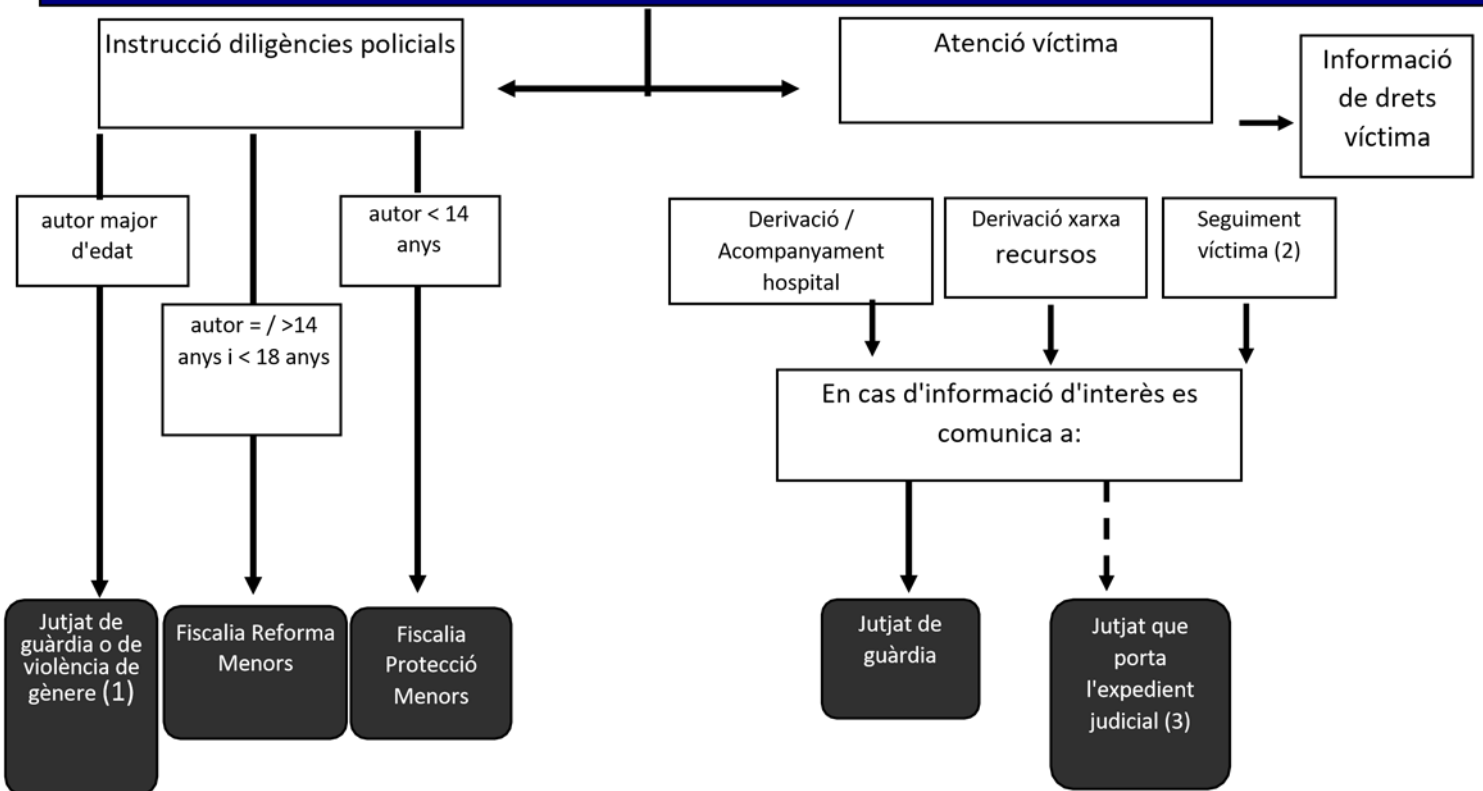 Instrucció diligències policials
Atenció víctima
Informació
de drets
víctima
autor major
d'edat
autor < 14
anys
autor = / >14
anys i < 18 anys
Derivació /
Acompanyament
hospital
Derivació xarxa
recursos
Seguiment
víctima (2)
En cas d'informació d'interès es
comunica a:
Jutjat de
guàrdia o de
violència de
gènere (1)
Fiscalia Reforma
Menors
Fiscalia
Protecció
Menors
Jutjat de
guàrdia
Jutjat que
porta
l'expedient
judicial (3)